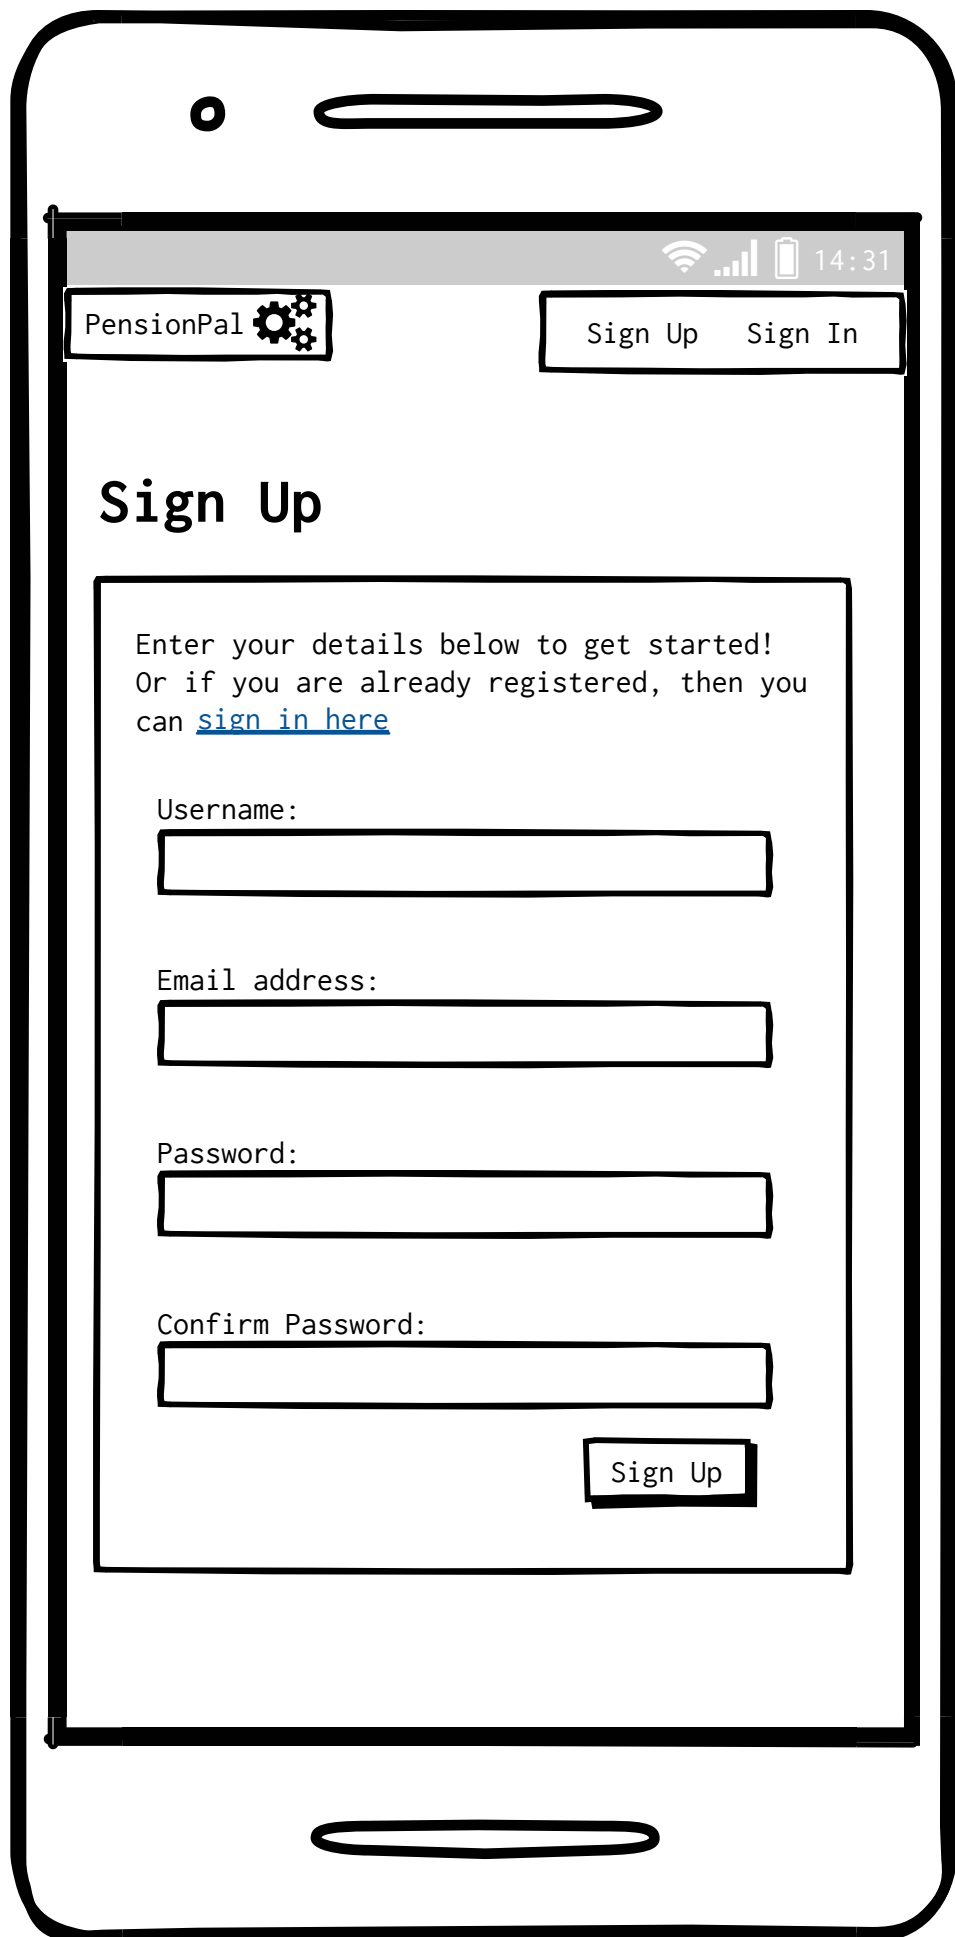 14:31
PensionPal
Sign Up Sign In
Sign Up
Enter your details below to get started!
Or if you are already registered, then you
can sign in here
Username:
Email address:
Password:
Confirm Password:
Sign Up